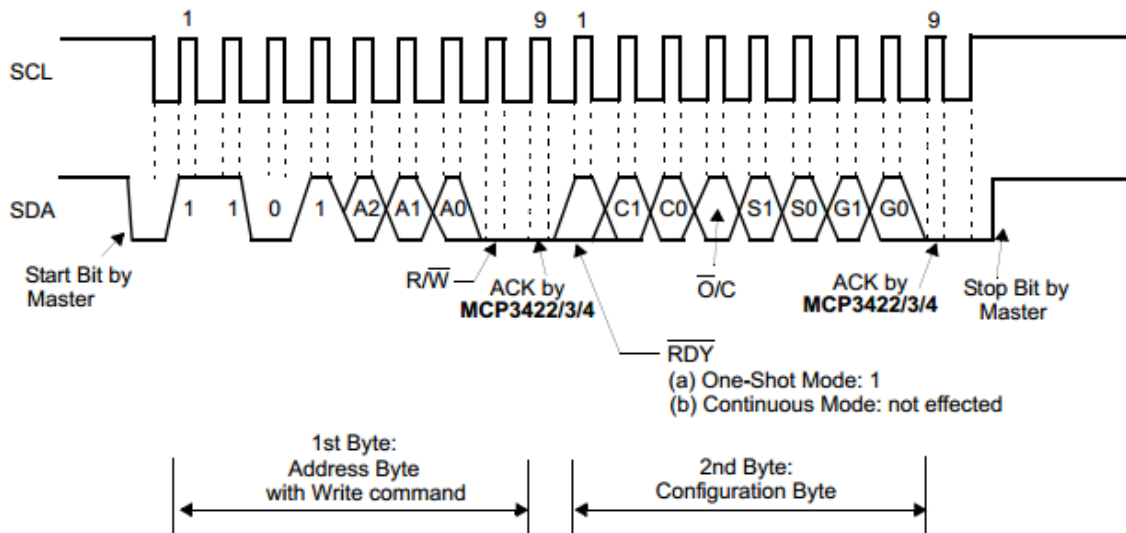 1 9 1 9
SCL
SDA
1 1 0 1 A2 A1 A0 C1 C0 S1 S0 G1 G0
Start Bit by
Master
R/W̅
ACK by
MCP3422/3/4
O̅/C
ACK by
MCP3422/3/4
Stop Bit by
Master
R̅D̅Y̅
(a) One-Shot Mode: 1
(b) Continuous Mode: not effected
1st Byte:
Address Byte
with Write command
2nd Byte:
Configuration Byte